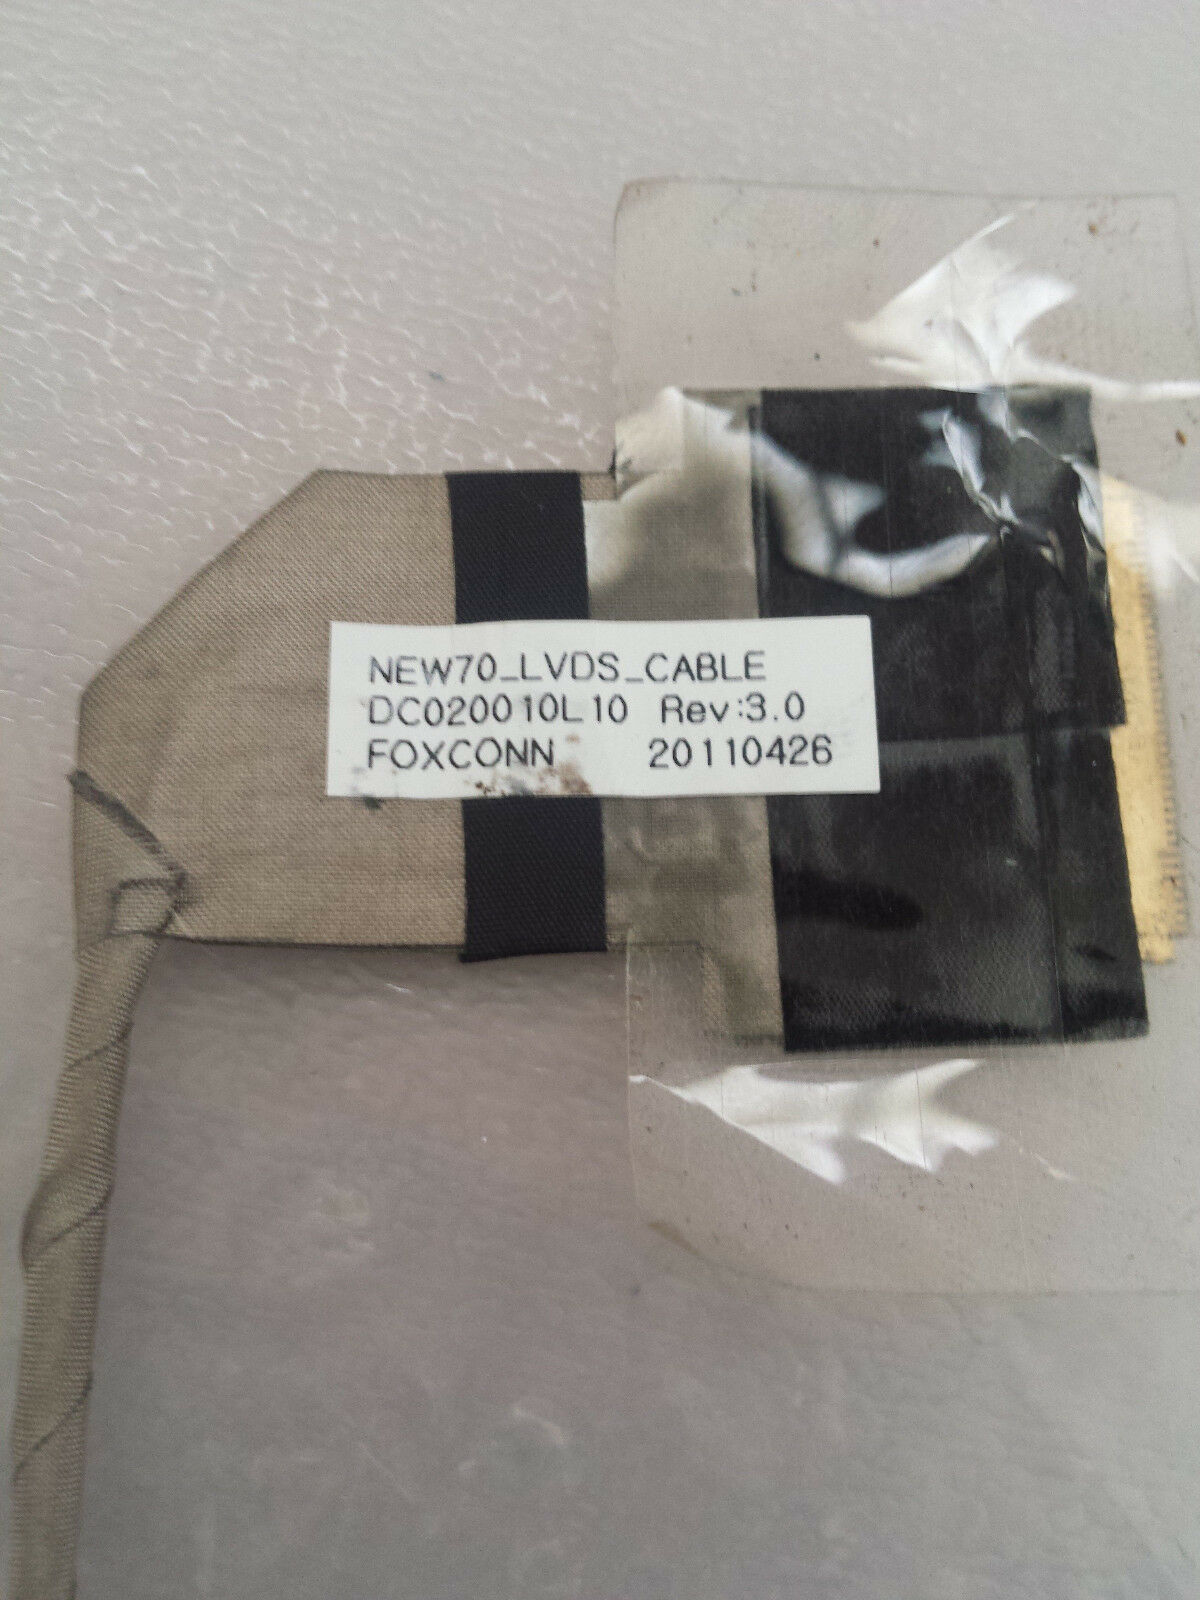 NEW70_LVDS_CABLE
DC020010L10 Rev:3.0
FOXCONN 20110426